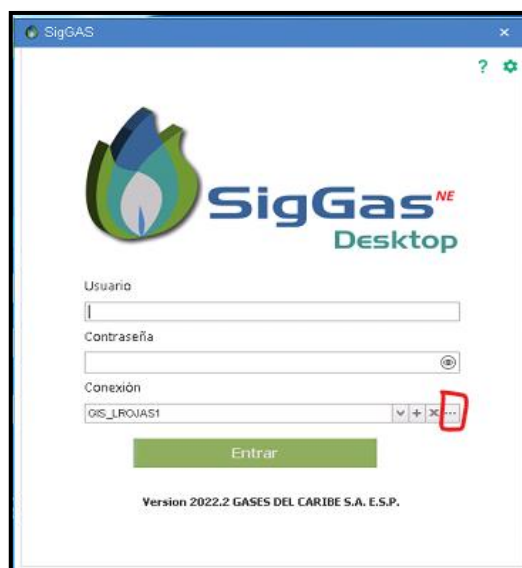 SigGAS
?
SigGas NE
Desktop
Usuario
Contraseña
Conexión
GIS_LROJAS1
Entrar
Version 2022.2 GASES DEL CARIBE S.A. E.S.P.